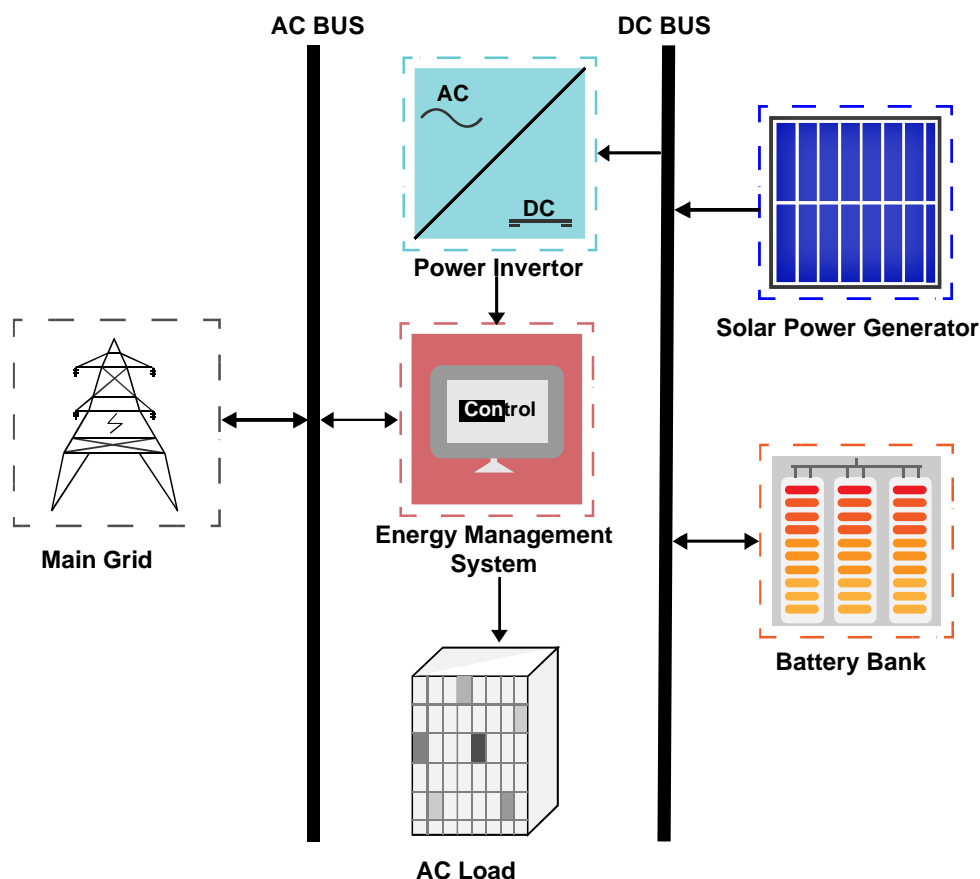 AC BUS
DC BUS
AC
DC
Power Invertor
Solar Power Generator
Control
Main Grid
Energy Management
System
Battery Bank
AC Load